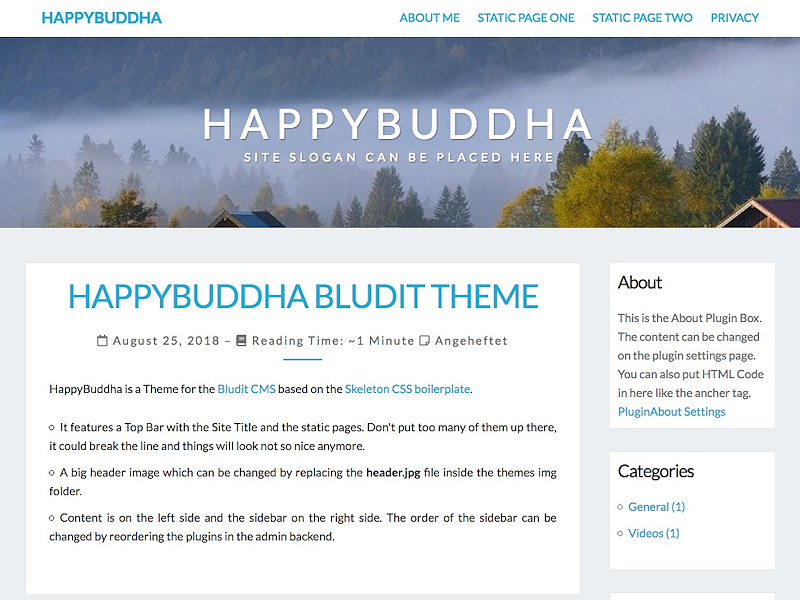 HAPPYBUDDHA
ABOUT ME STATIC PAGE ONE STATIC PAGE TWO PRIVACY
HAPPYBUDDHA
SITE SLOGAN CAN BE PLACED HERE
HAPPYBUDDHA BLUDIT THEME
August 25, 2018 – Reading Time: ~1 Minute Angeheftet
HappyBuddha is a Theme for the Bludit CMS based on the Skeleton CSS boilerplate.
It features a Top Bar with the Site Title and the static pages. Don't put too many of them up there,
it could break the line and things will look not so nice anymore.
A big header image which can be changed by replacing the header.jpg file inside the themes img
folder.
Content is on the left side and the sidebar on the right side. The order of the sidebar can be
changed by reordering the plugins in the admin backend.
About
This is the About Plugin Box.
The content can be changed
on the plugin settings page.
You can also put HTML Code
in here like the ancher tag.
PluginAbout Settings
Categories
General (1)
Videos (1)